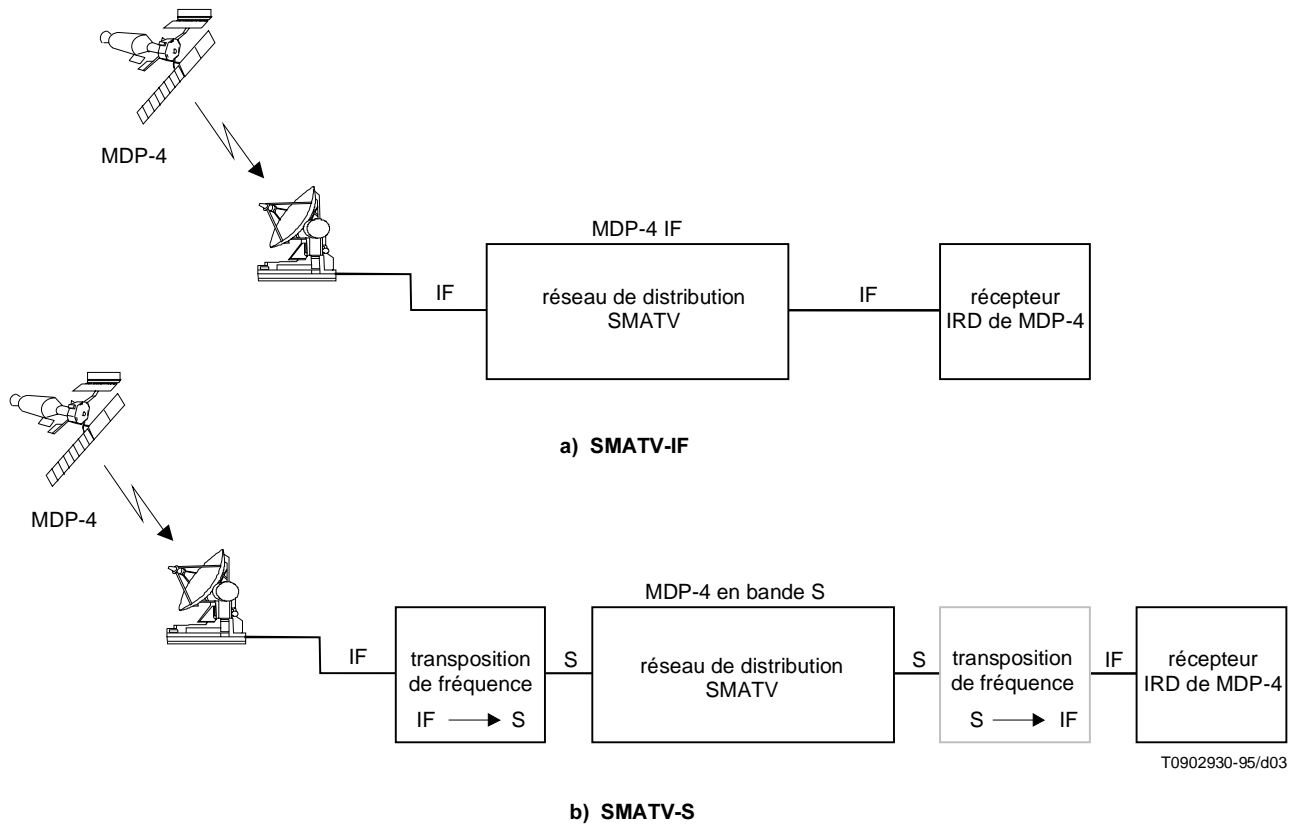 MDP-4
MDP-4 IF
IF
réseau de distribution
SMATV
IF
récepteur
IRD de MDP-4
a) SMATV-IF
MDP-4
MDP-4 en bande S
IF
transposition
de fréquence
IF S
S
réseau de distribution
SMATV
S
transposition
de fréquence
S IF
IF
récepteur
IRD de MDP-4
T0902930-95/d03
b) SMATV-S